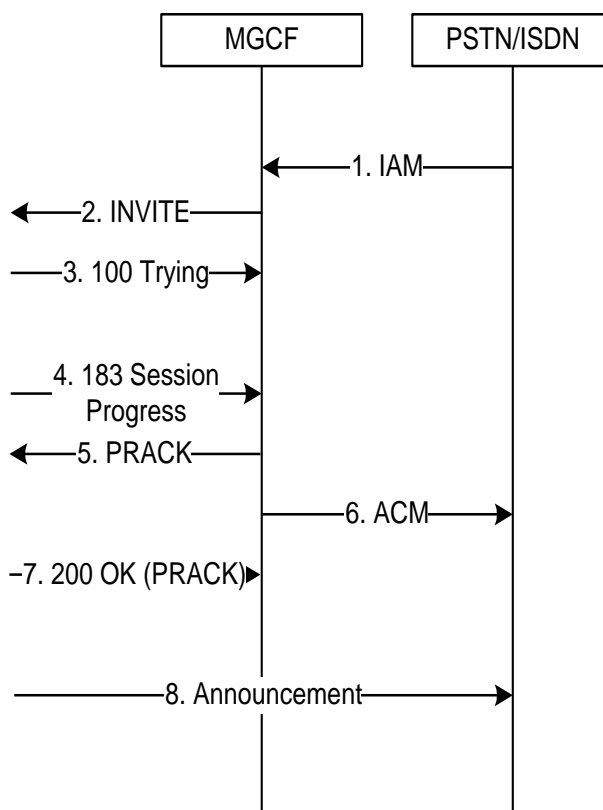 MGCF
PSTN/ISDN
1. IAM
2. INVITE
3. 100 Trying
4. 183 Session
Progress
5. PRACK
6. ACM
7. 200 OK (PRACK)
8. Announcement